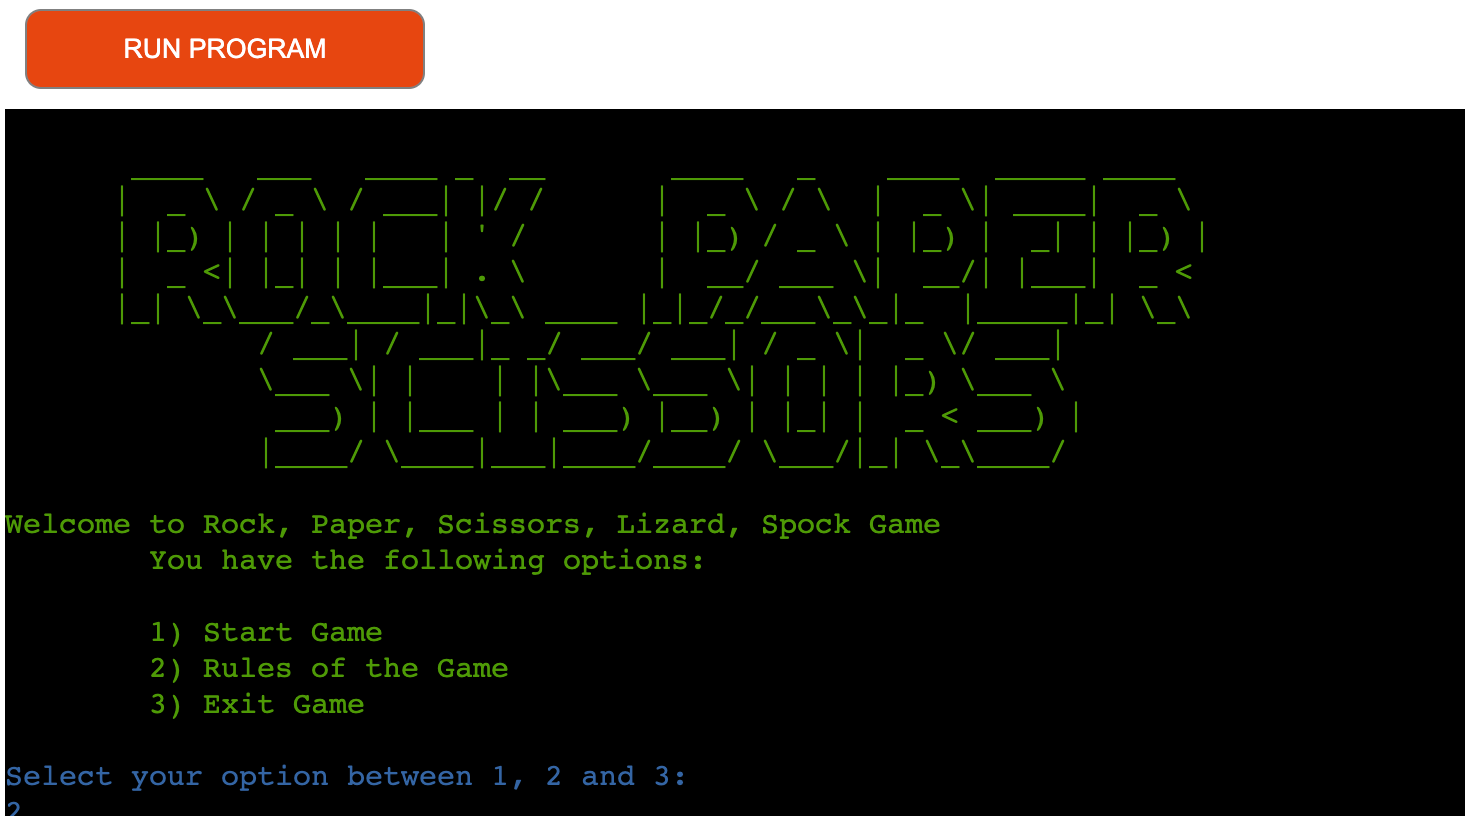 RUN PROGRAM
ROCK PAPER
SCISSORS
Welcome to Rock, Paper, Scissors, Lizard, Spock Game
You have the following options:
1) Start Game
2) Rules of the Game
3) Exit Game
Select your option between 1, 2 and 3:
2